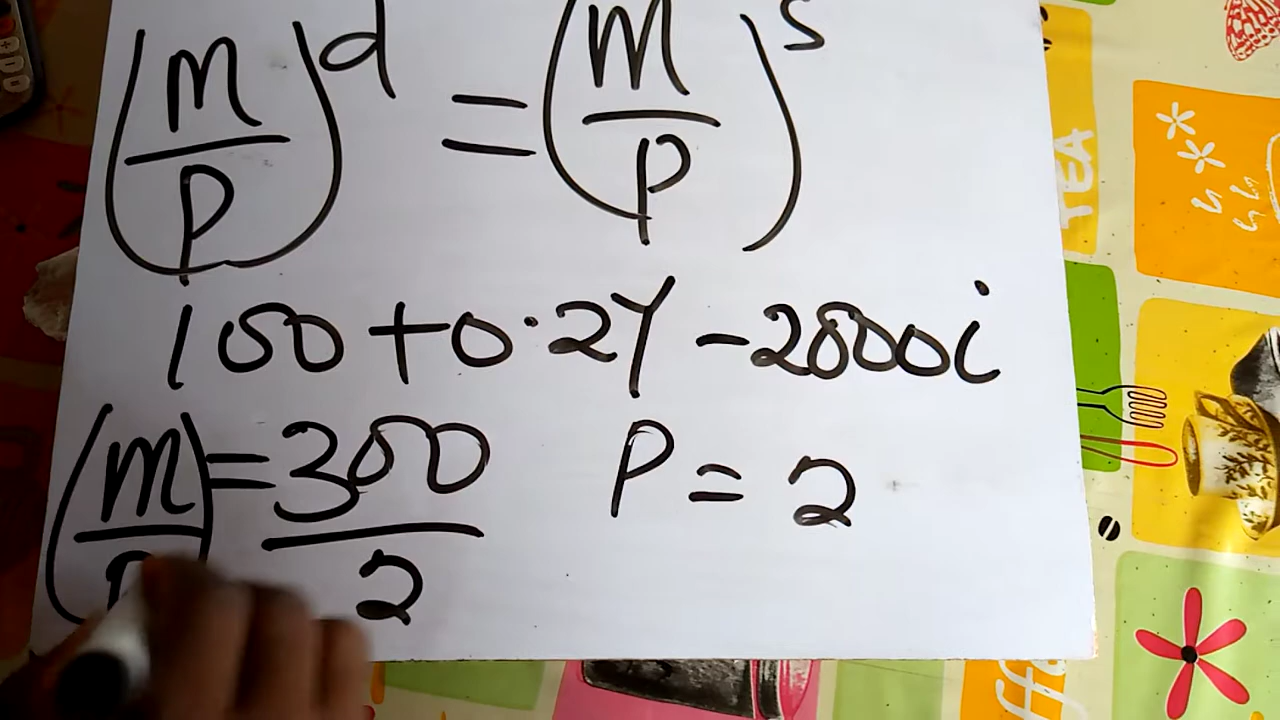 (M/P)^d = (M/P)^s
100 + 0.2Y - 2000i
(M/P) = 300/2 P = 2
TEA